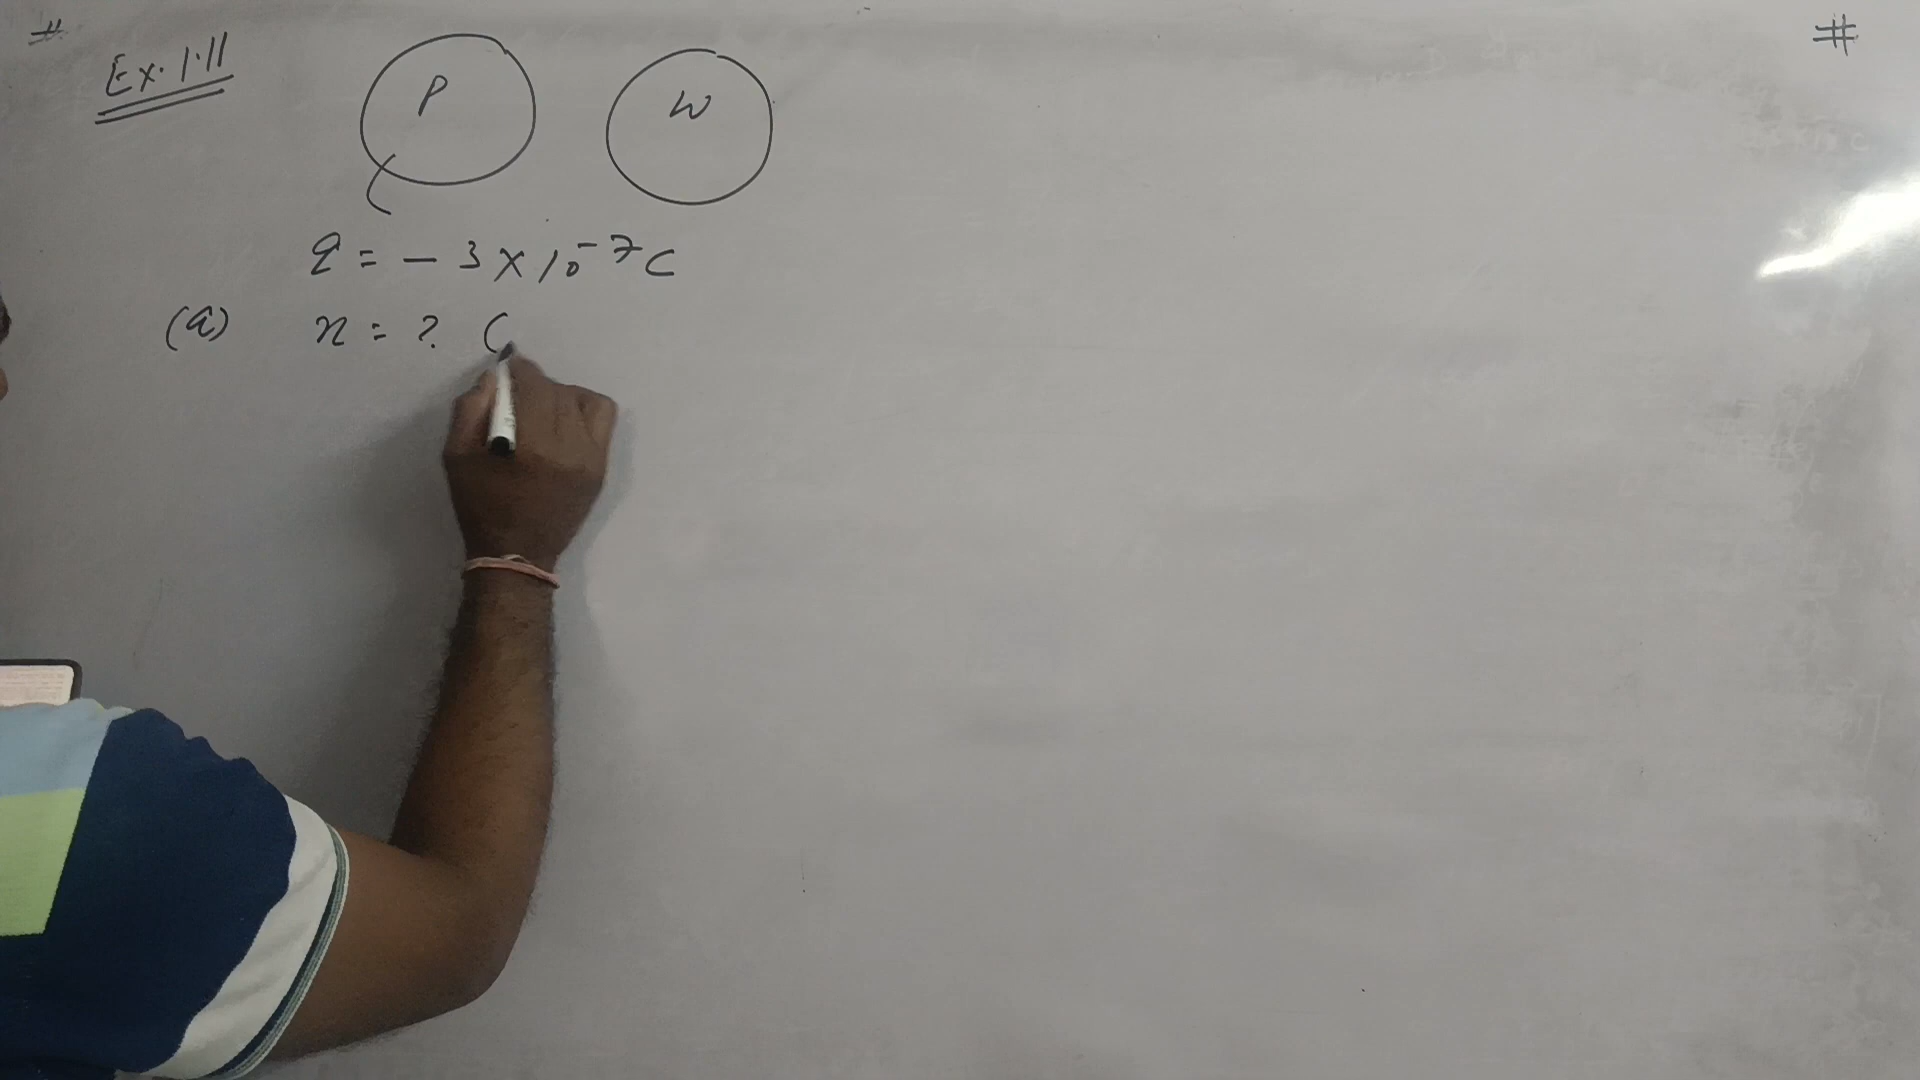 #
#
Ex. 1.11
P
W
q = - 3 × 10⁻⁷ C
(a) n = ? (